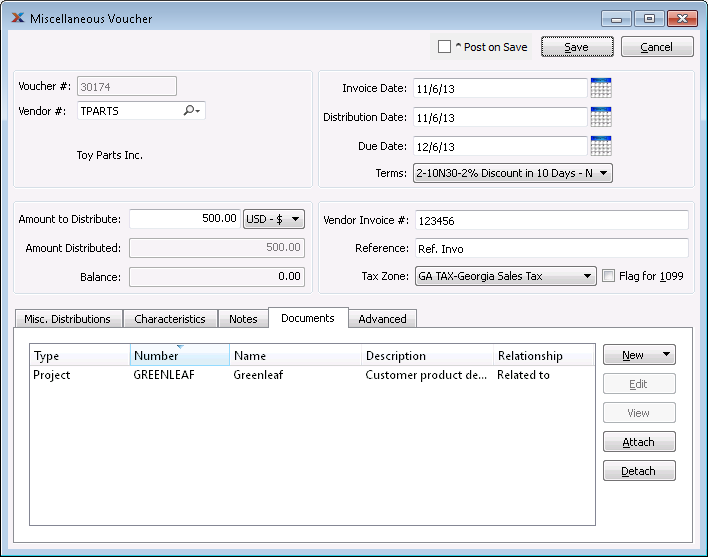 Miscellaneous Voucher
^ Post on Save
Save
Cancel
Voucher #: 30174
Vendor #: TPARTS
Toy Parts Inc.
Invoice Date: 11/6/13
Distribution Date: 11/6/13
Due Date: 12/6/13
Terms: 2-10N30-2% Discount in 10 Days - N
Amount to Distribute: 500.00 USD - $
Amount Distributed: 500.00
Balance: 0.00
Vendor Invoice #: 123456
Reference: Ref. Invo
Tax Zone: GA TAX-Georgia Sales Tax Flag for 1099
Misc. Distributions Characteristics Notes Documents Advanced
Type Number Name Description Relationship
Project GREENLEAF Greenleaf Customer product de... Related to
New
Edit
View
Attach
Detach